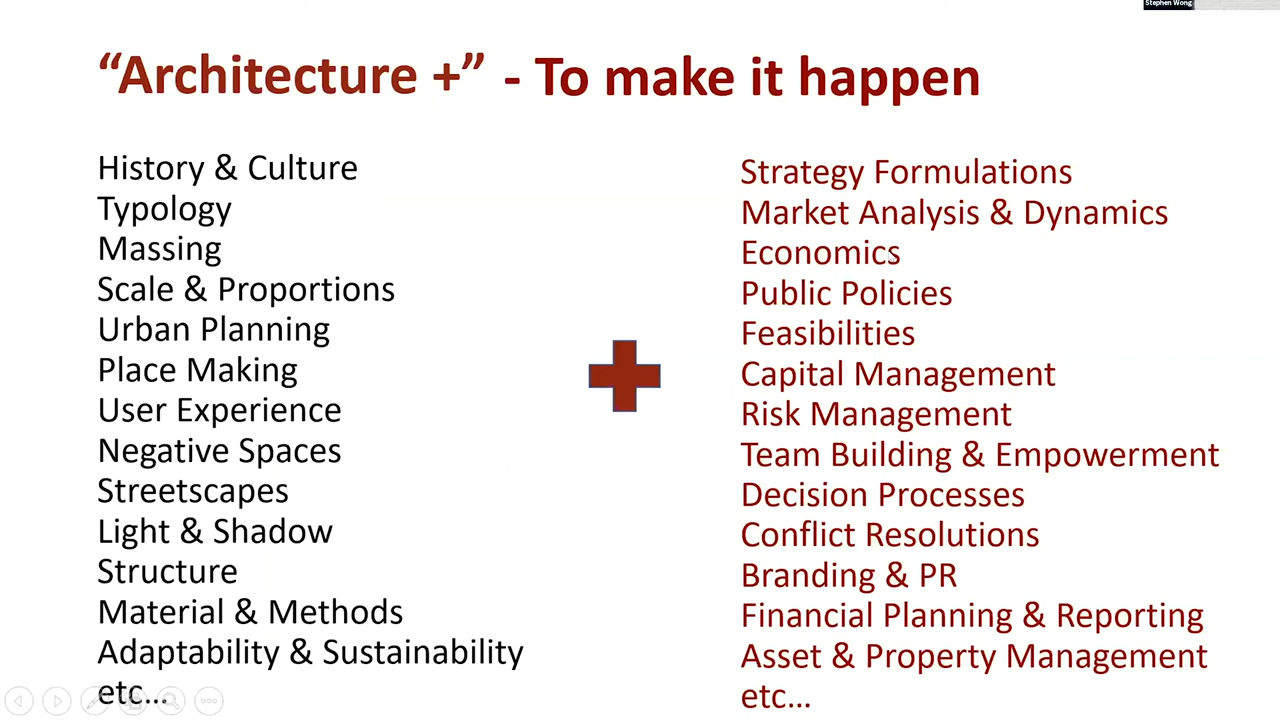 Stephen Wong
“Architecture +” - To make it happen
History & Culture
Typology
Massing
Scale & Proportions
Urban Planning
Place Making
User Experience
Negative Spaces
Streetscapes
Light & Shadow
Structure
Material & Methods
Adaptability & Sustainability
etc...
Strategy Formulations
Market Analysis & Dynamics
Economics
Public Policies
Feasibilities
Capital Management
Risk Management
Team Building & Empowerment
Decision Processes
Conflict Resolutions
Branding & PR
Financial Planning & Reporting
Asset & Property Management
etc...